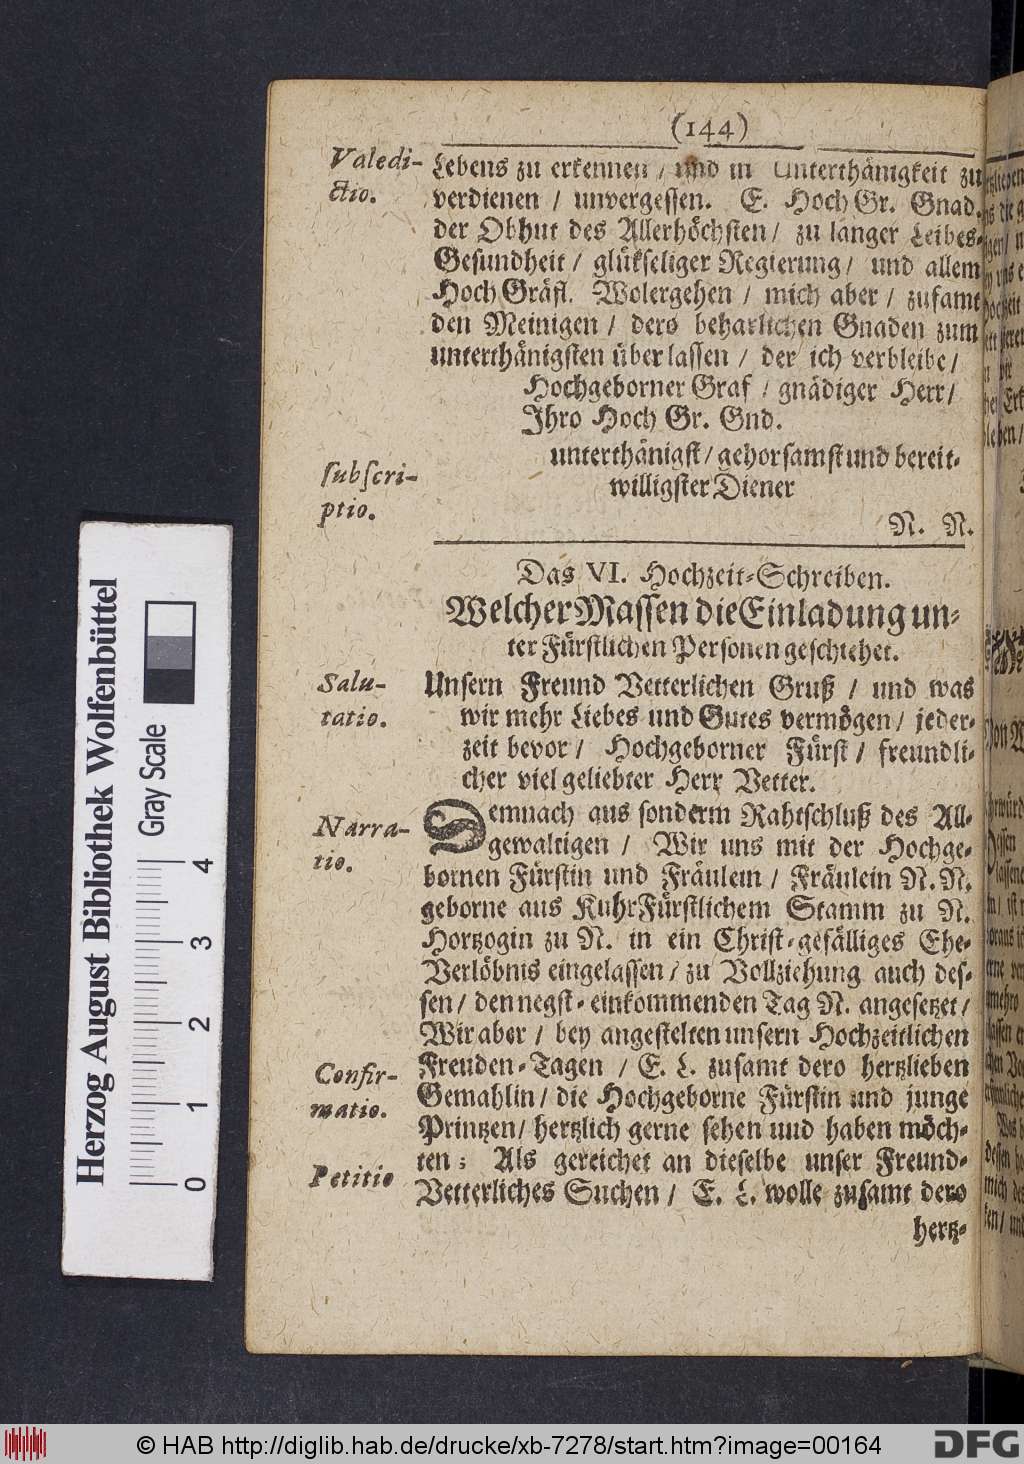 (144)
Valedi-
ctio.
Lebens zu erkennen / und in Unterthänigkeit zu
verdienen / unvergessen. E. Hoch Gr. Gnad.
der Obhut des Allerhöchsten / zu langer Leibes-
Gesundheit / glükseliger Regierung / und allem
Hoch Gräfl. Wolergehen / mich aber / zusamt
den Meinigen / dero beharlichen Gnaden zum
unterthänigsten über lassen / der ich verbleibe /
Hochgeborner Graf / gnädiger Herr /
Jhro Hoch Gr. Gnd.
subscri-
ptio.
unterthänigst / gehorsamst und bereit-
willigster Diener
N. N.
Das VI. Hochzeit-Schreiben.
Welcher Massen die Einladung un-
ter Fürstlichen Personen geschiehet.
Salu-
tatio.
Unsern Freund Vetterlichen Gruß / und was
wir mehr Liebes und Gutes vermögen / jeder-
zeit bevor / Hochgeborner Fürst / freundli-
cher viel geliebter Herr Vetter.
Narra-
tio.
Demnach aus sonderm Rahtschluß des All-
gewaltigen / Wir uns mit der Hochge-
bornen Fürstin und Fräulein / Fräulein N. N.
geborne aus KuhrFürstlichem Stamm zu N.
Hortzogin zu N. in ein Christ-gefälliges Ehe-
Verlöbnis eingelassen / zu Vollziehung auch des-
sen / den negst-einkommenden Tag N. angesetzet /
Wir aber / bey angestelten unsern Hochzeitlichen
Confir-
matio.
Freuden-Tagen / E. L. zusamt dero hertzlieben
Gemahlin / die Hochgeborne Fürstin und junge
Printzen / hertzlich gerne sehen und haben möch-
Petitio
ten: Als gereichet an dieselbe unser Freund-
Vetterliches Suchen / E. L. wolle zusamt dero
hertz-
Herzog August Bibliothek Wolfenbüttel
Gray Scale
0 1 2 3 4
© HAB http://diglib.hab.de/drucke/xb-7278/start.htm?image=00164
DFG